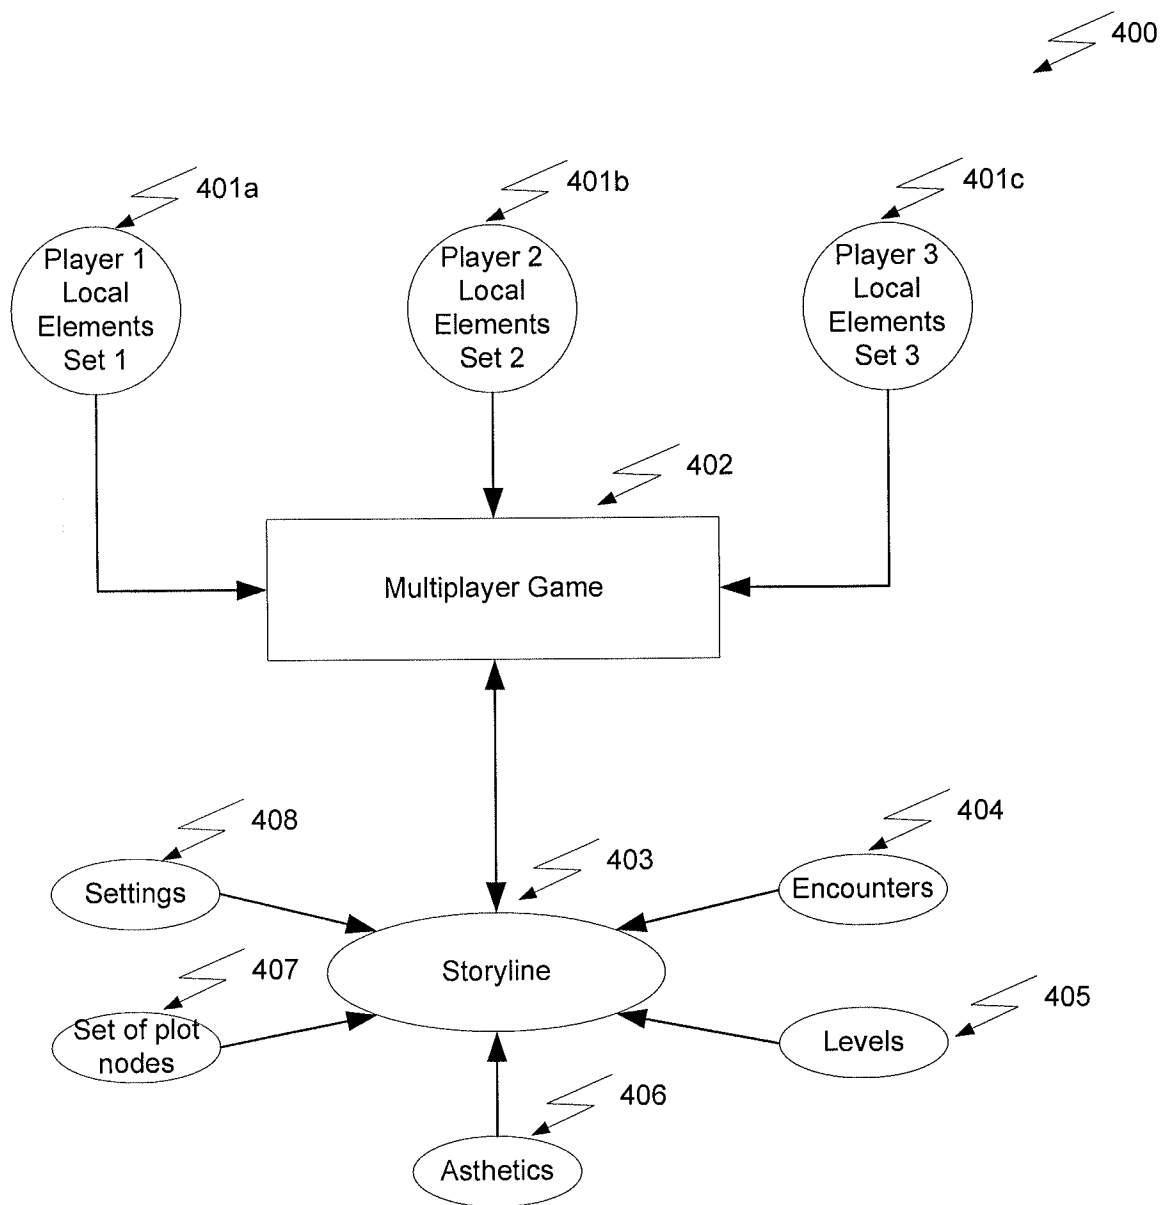 400
401a
401b
401c
Player 1
Local
Elements
Set 1
Player 2
Local
Elements
Set 2
Player 3
Local
Elements
Set 3
402
Multiplayer Game
408
403
404
Settings
Encounters
407
Storyline
405
Set of plot
nodes
Levels
406
Asthetics